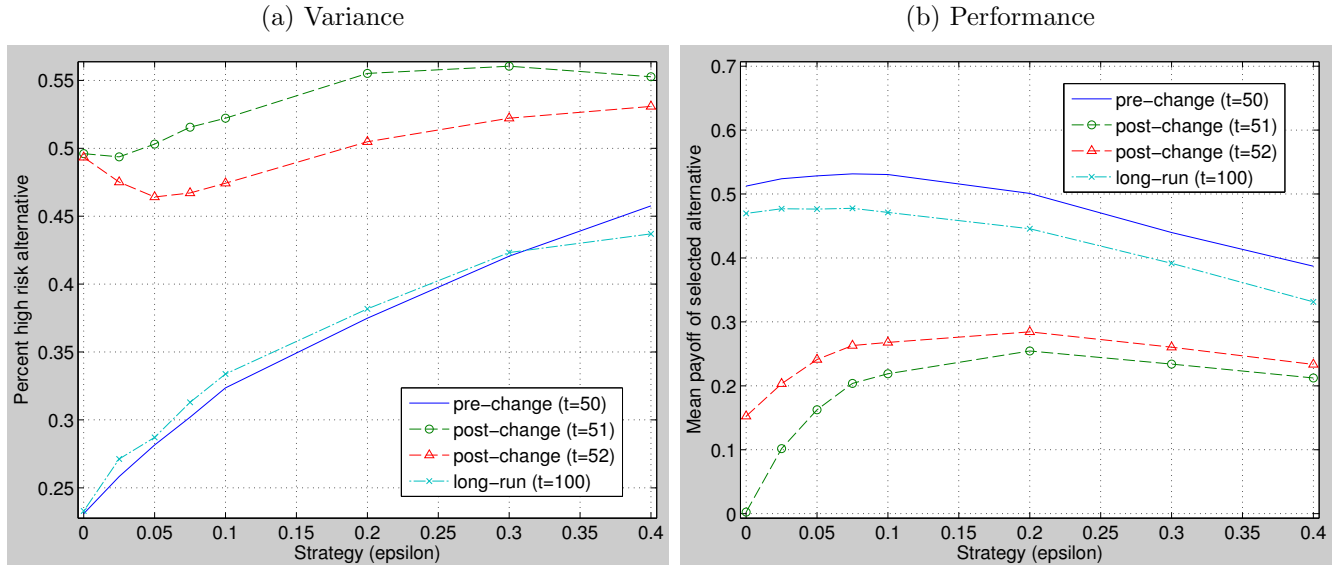 (a) Variance
Percent high risk alternative
0.55
0.5
0.45
0.4
0.35
0.3
0.25
pre−change (t=50)
post−change (t=51)
post−change (t=52)
long−run (t=100)
0 0.05 0.1 0.15 0.2 0.25 0.3 0.35 0.4
Strategy (epsilon)
(b) Performance
Mean payoff of selected alternative
0.7
0.6
0.5
0.4
0.3
0.2
0.1
0
pre−change (t=50)
post−change (t=51)
post−change (t=52)
long−run (t=100)
0 0.05 0.1 0.15 0.2 0.25 0.3 0.35 0.4
Strategy (epsilon)